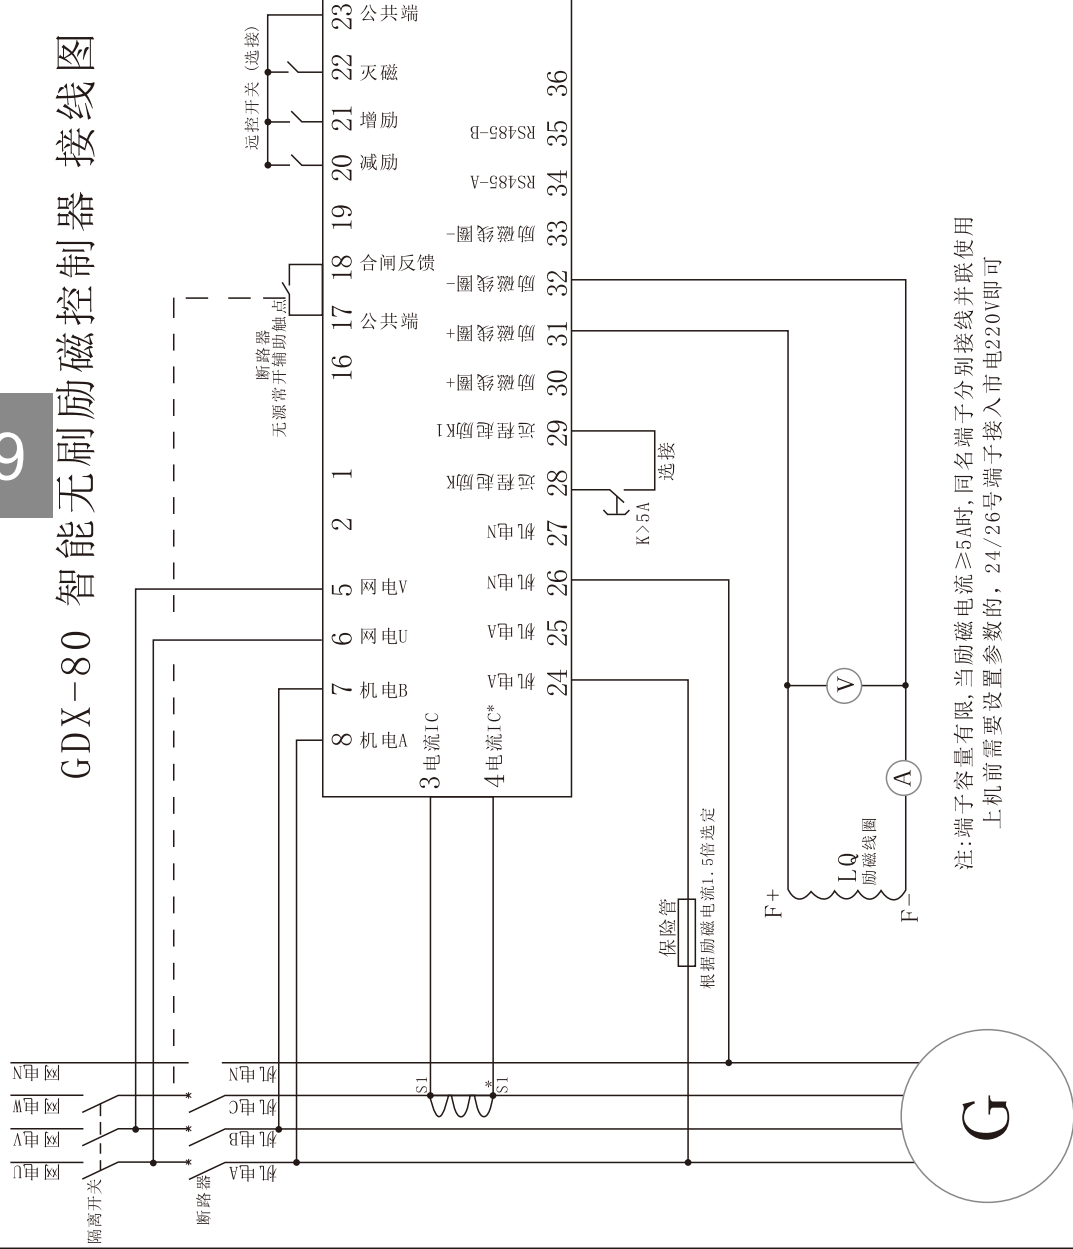 9
GDX-80 智能无刷励磁控制器 接线图
远控开关 (选接)
23 公共端
22 灭磁
21 增励
20 减励
19
18 合闸反馈
17 公共端
16
1
2
5 网电V
6 网电U
7 机电B
8 机电A
断路器
无源常开辅助触点
3 电流IC
4 电流IC*
36
35 RS485-B
34 RS485-A
33 励磁线圈-
32 励磁线圈-
31 励磁线圈+
30 励磁线圈+
29 远程起励K1
28 远程起励K
27 机电N
26 机电N
25 机电A
24 机电A
选接
K>5A
V
A
LQ
励磁线圈
F+
F-
保险管
根据励磁电流1.5倍选定
注:端子容量有限,当励磁电流≥5A时,同名端子分别接线并联使用
上机前需要设置参数的, 24/26号端子接入市电220V即可
网电N
网电W
网电V
网电U
机电N
机电C
机电B
机电A
隔离开关
断路器
S1
*
S1
G